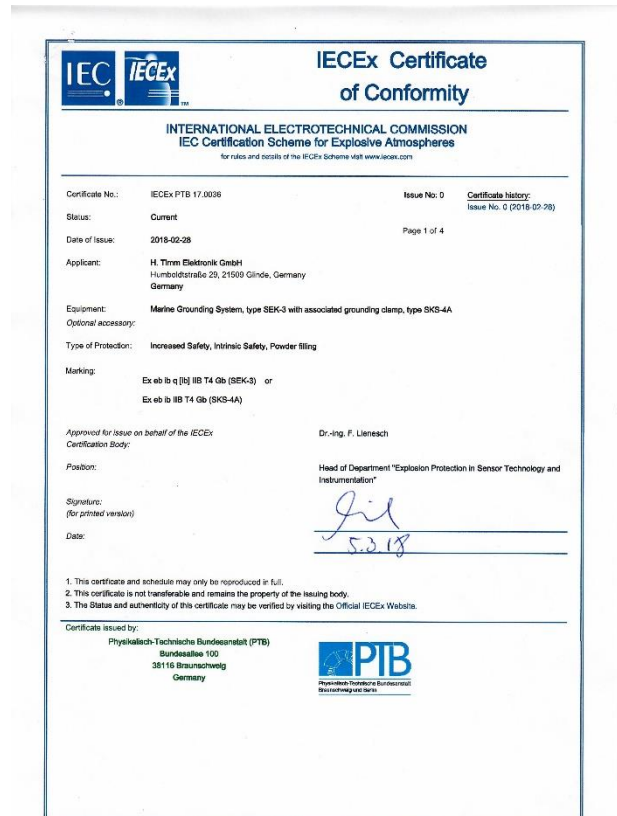 IEC
IECEx
®
TM
IECEx Certificate
of Conformity
INTERNATIONAL ELECTROTECHNICAL COMMISSION
IEC Certification Scheme for Explosive Atmospheres
for rules and details of the IECEx Scheme visit www.iecex.com
Certificate No.: IECEx PTB 17.0036 Issue No: 0 Certificate history:
Issue No. 0 (2018-02-28)
Status: Current
Page 1 of 4
Date of Issue: 2018-02-28
Applicant: H. Timm Elektronik GmbH
Humboldtstraße 29, 21509 Glinde, Germany
Germany
Equipment: Marine Grounding System, type SEK-3 with associated grounding clamp, type SKS-4A
Optional accessory:
Type of Protection: Increased Safety, Intrinsic Safety, Powder filling
Marking:
Ex eb ib q [ib] IIB T4 Gb (SEK-3) or
Ex eb ib IIB T4 Gb (SKS-4A)
Approved for issue on behalf of the IECEx Dr.-Ing. F. Lienesch
Certification Body:
Position: Head of Department "Explosion Protection in Sensor Technology and
Instrumentation"
Signature:
(for printed version)
Date: 5.3.18
1. This certificate and schedule may only be reproduced in full.
2. This certificate is not transferable and remains the property of the issuing body.
3. The Status and authenticity of this certificate may be verified by visiting the Official IECEx Website.
Certificate issued by:
Physikalisch-Technische Bundesanstalt (PTB)
Bundesallee 100
38116 Braunschweig
Germany
PTB
Physikalisch-Technische Bundesanstalt
Braunschweig und Berlin